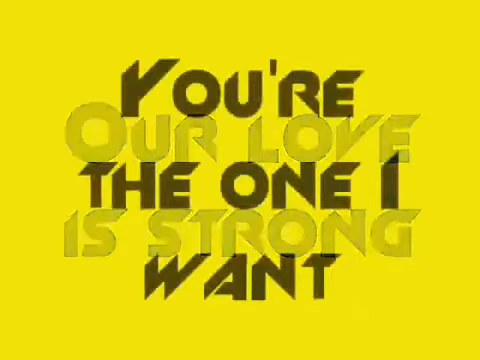 You're
Our love
the one I
is strong
want